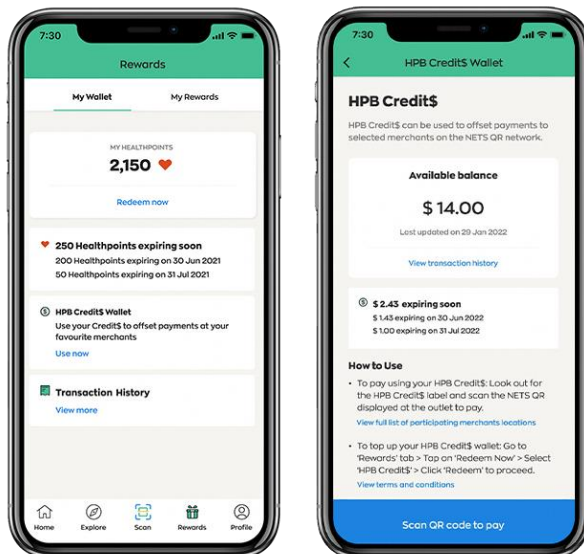 7:30
Rewards
My Wallet
My Rewards
MY HEALTHPOINTS
2,150
Redeem now
250 Healthpoints expiring soon
200 Healthpoints expiring on 30 Jun 2021
50 Healthpoints expiring on 31 Jul 2021
HPB Credit$ Wallet
Use your Credit$ to offset payments at your
favourite merchants
Use now
Transaction History
View more
Home
Explore
Scan
Rewards
Profile
7:30
HPB Credit$ Wallet
HPB Credit$
HPB Credit$ can be used to offset payments to
selected merchants on the NETS QR network.
Available balance
$ 14.00
Last updated on 29 Jan 2022
View transaction history
$ 2.43 expiring soon
$ 1.43 expiring on 30 Jun 2022
$ 1.00 expiring on 31 Jul 2022
How to Use
• To pay using your HPB Credit$: Look out for
the HPB Credit$ label and scan the NETS QR
displayed at the outlet to pay.
View full list of participating merchants locations
• To top up your HPB Credit$ wallet: Go to
'Rewards' tab > Tap on 'Redeem Now' > Select
'HPB Credit$' > Click 'Redeem' to proceed.
View terms and conditions
Scan QR code to pay